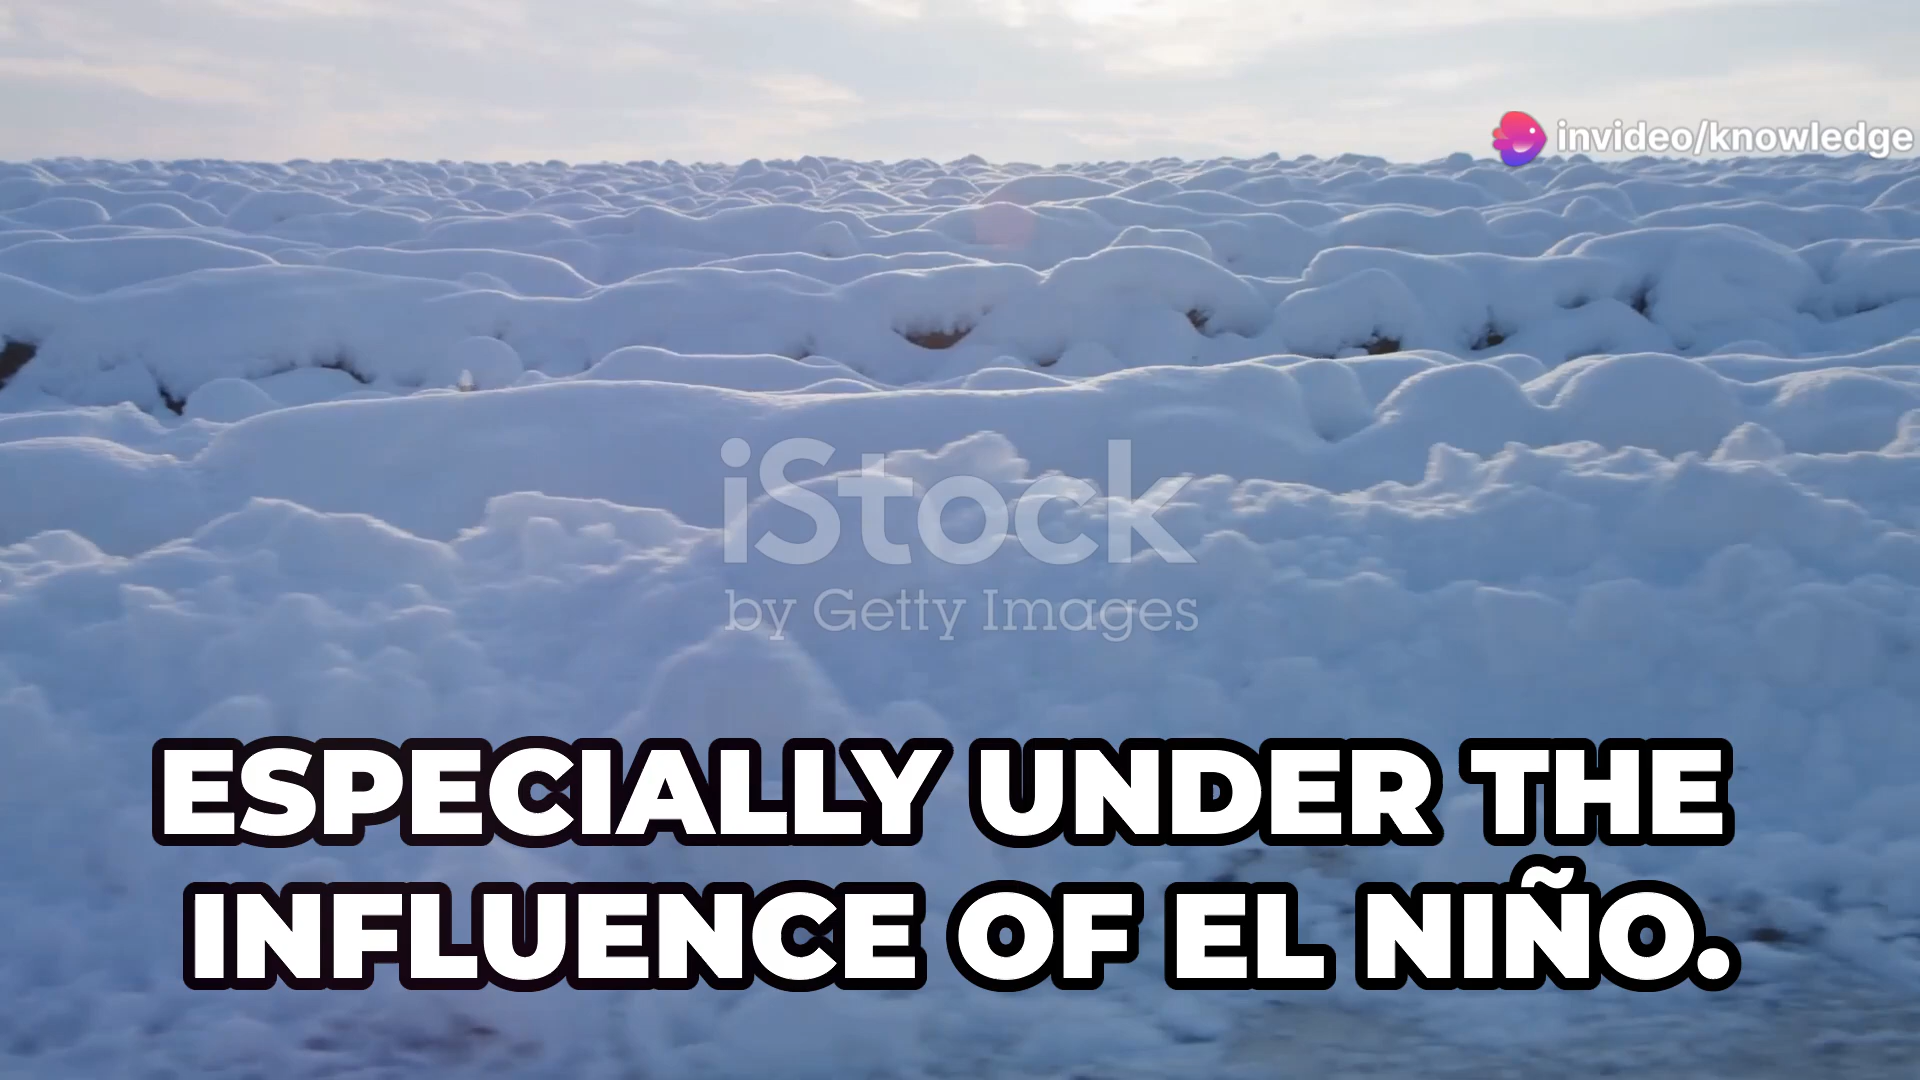 invideo/knowledge
iStock
by Getty Images
ESPECIALLY UNDER THE
INFLUENCE OF EL NIÑO.